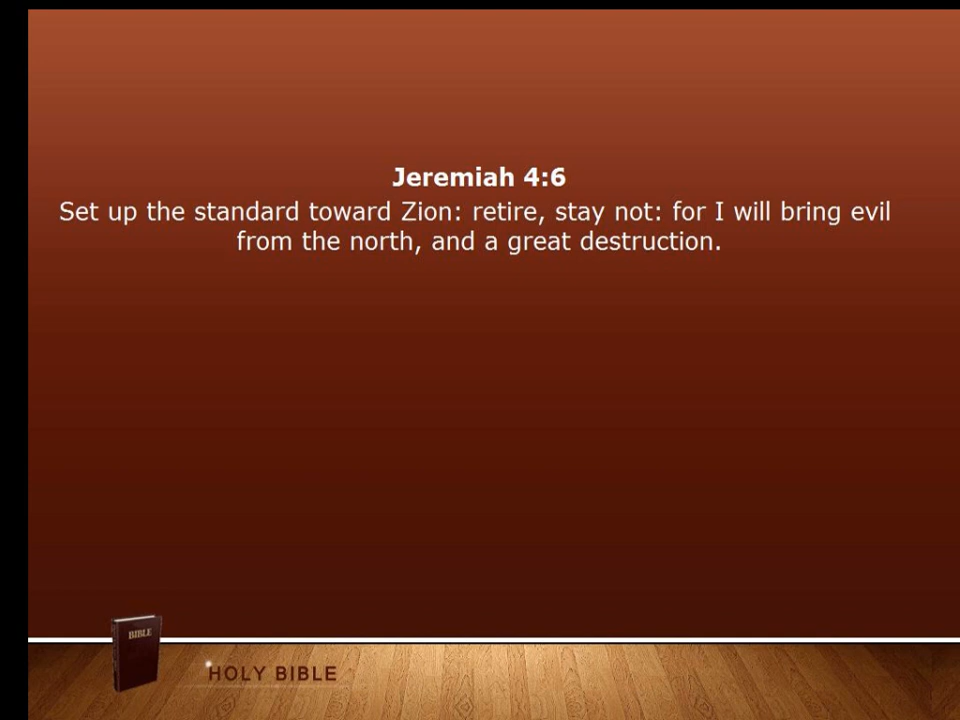 Jeremiah 4:6
Set up the standard toward Zion: retire, stay not: for I will bring evil
from the north, and a great destruction.
BIBLE
HOLY BIBLE